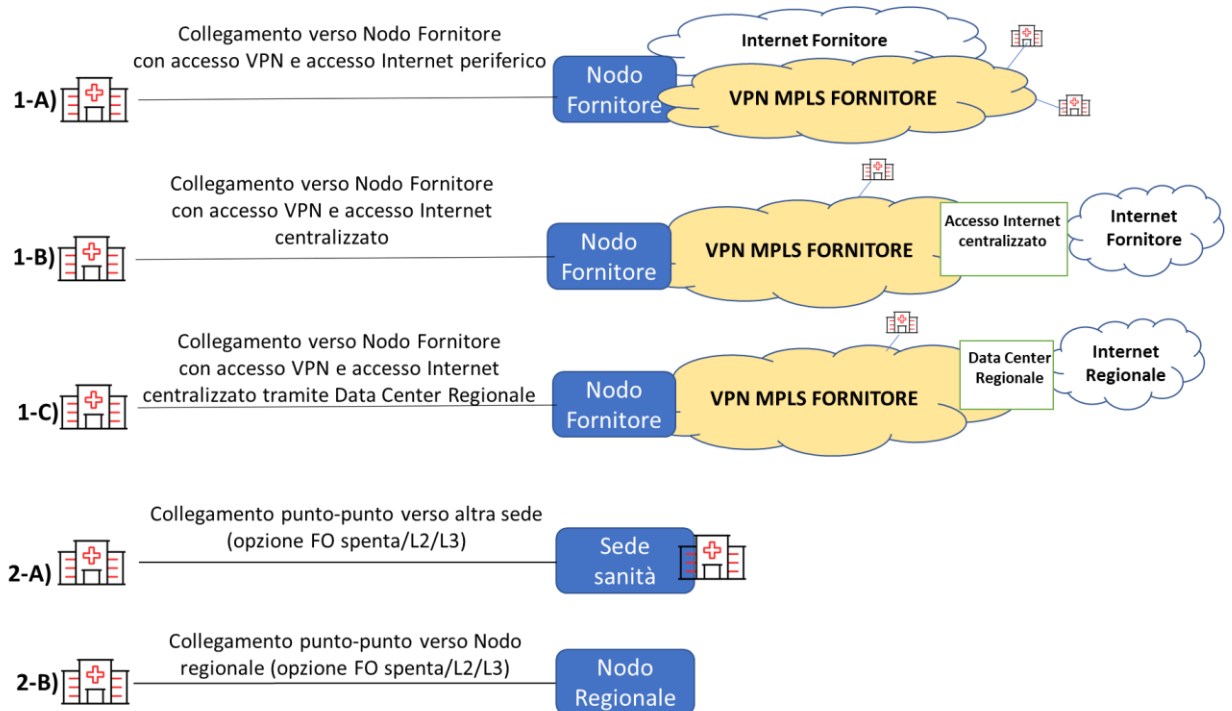 Collegamento verso Nodo Fornitore
con accesso VPN e accesso Internet periferico
1-A)
Nodo
Fornitore
Internet Fornitore
VPN MPLS FORNITORE
Collegamento verso Nodo Fornitore
con accesso VPN e accesso Internet
centralizzato
1-B)
Nodo
Fornitore
VPN MPLS FORNITORE
Accesso Internet
centralizzato
Internet
Fornitore
Collegamento verso Nodo Fornitore
con accesso VPN e accesso Internet
centralizzato tramite Data Center Regionale
1-C)
Nodo
Fornitore
VPN MPLS FORNITORE
Data Center
Regionale
Internet
Regionale
Collegamento punto-punto verso altra sede
(opzione FO spenta/L2/L3)
2-A)
Sede
sanità
Collegamento punto-punto verso Nodo
regionale (opzione FO spenta/L2/L3)
2-B)
Nodo
Regionale